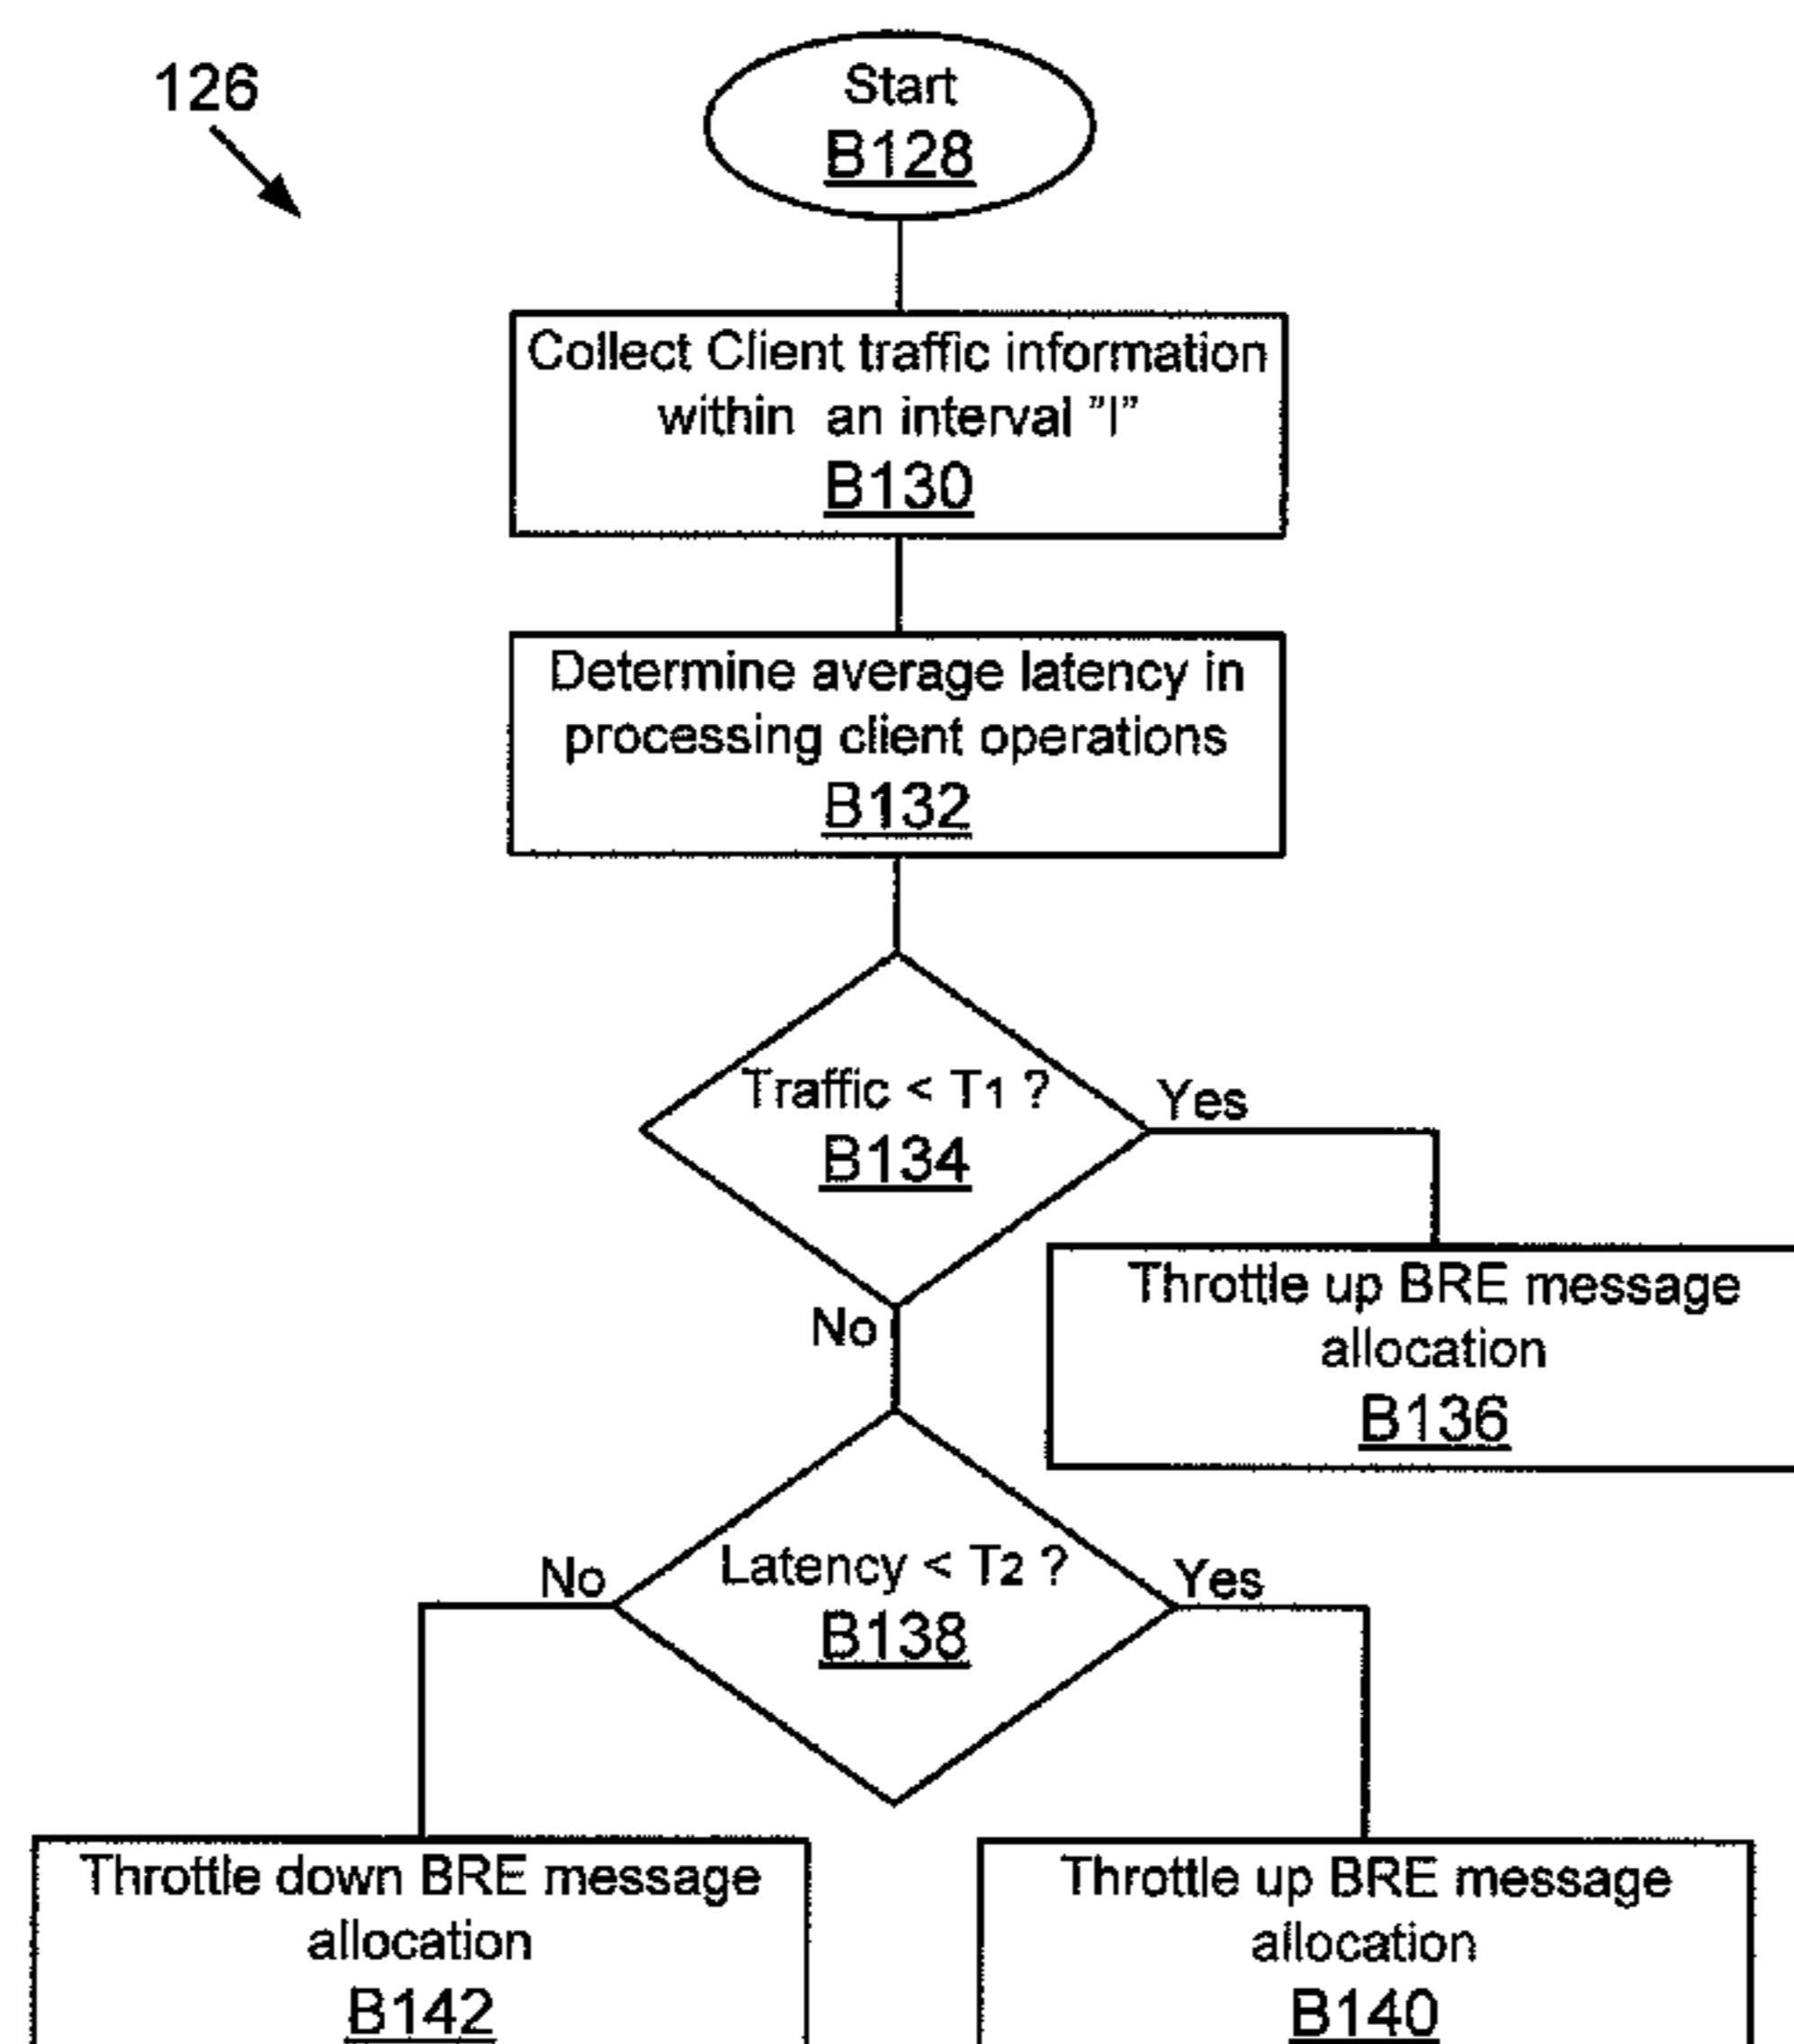 126
Start
B128
Collect Client traffic information
within an interval ”I”
B130
Determine average latency in
processing client operations
B132
Traffic < T1 ?
B134
Yes
No
Throttle up BRE message
allocation
B136
Latency < T2 ?
B138
No
Yes
Throttle down BRE message
allocation
B142
Throttle up BRE message
allocation
B140